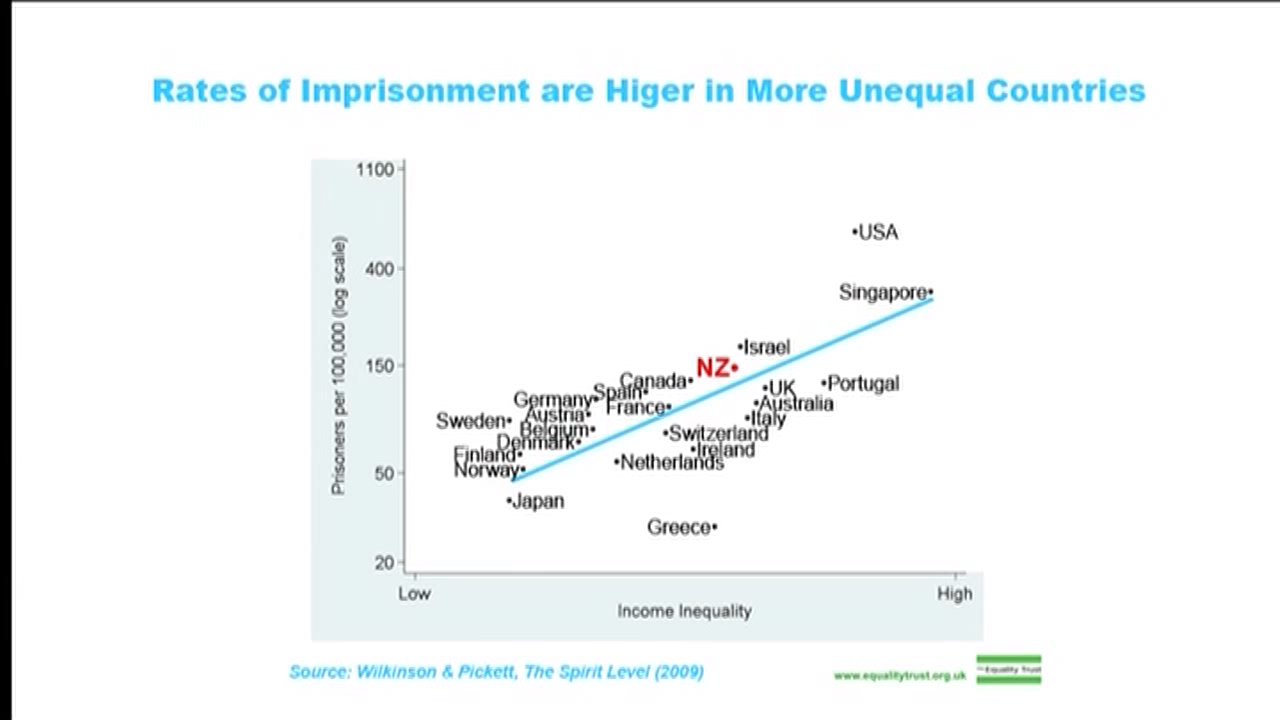 Rates of Imprisonment are Higer in More Unequal Countries
Prisoners per 100,000 (log scale)
1100
400
150
50
20
USA
Singapore
Israel
NZ
Canada
Spain
Germany
France
Austria
Sweden
Belgium
Denmark
Finland
Norway
Japan
UK
Portugal
Australia
Italy
Switzerland
Ireland
Netherlands
Greece
Low
High
Income Inequality
Source: Wilkinson & Pickett, The Spirit Level (2009)
www.equalitytrust.org.uk
The Equality Trust